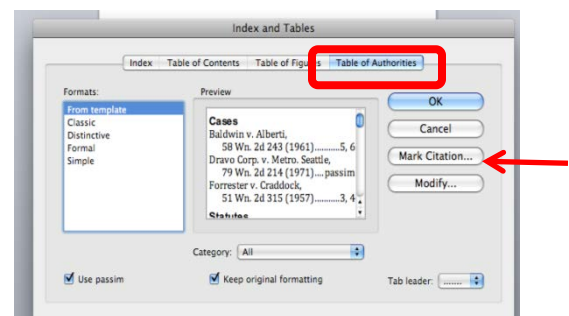 Index and Tables
Index Table of Contents Table of Figures Table of Authorities
Formats:
From template
Classic
Distinctive
Formal
Simple
Preview
Cases
Baldwin v. Alberti,
58 Wn. 2d 243 (1961)...........5, 6
Dravo Corp. v. Metro. Seattle,
79 Wn. 2d 214 (1971)....passim
Forrester v. Craddock,
51 Wn. 2d 315 (1957)...........3, 4
Statutes
OK
Cancel
Mark Citation...
Modify...
Category: All
Use passim
Keep original formatting
Tab leader: .......